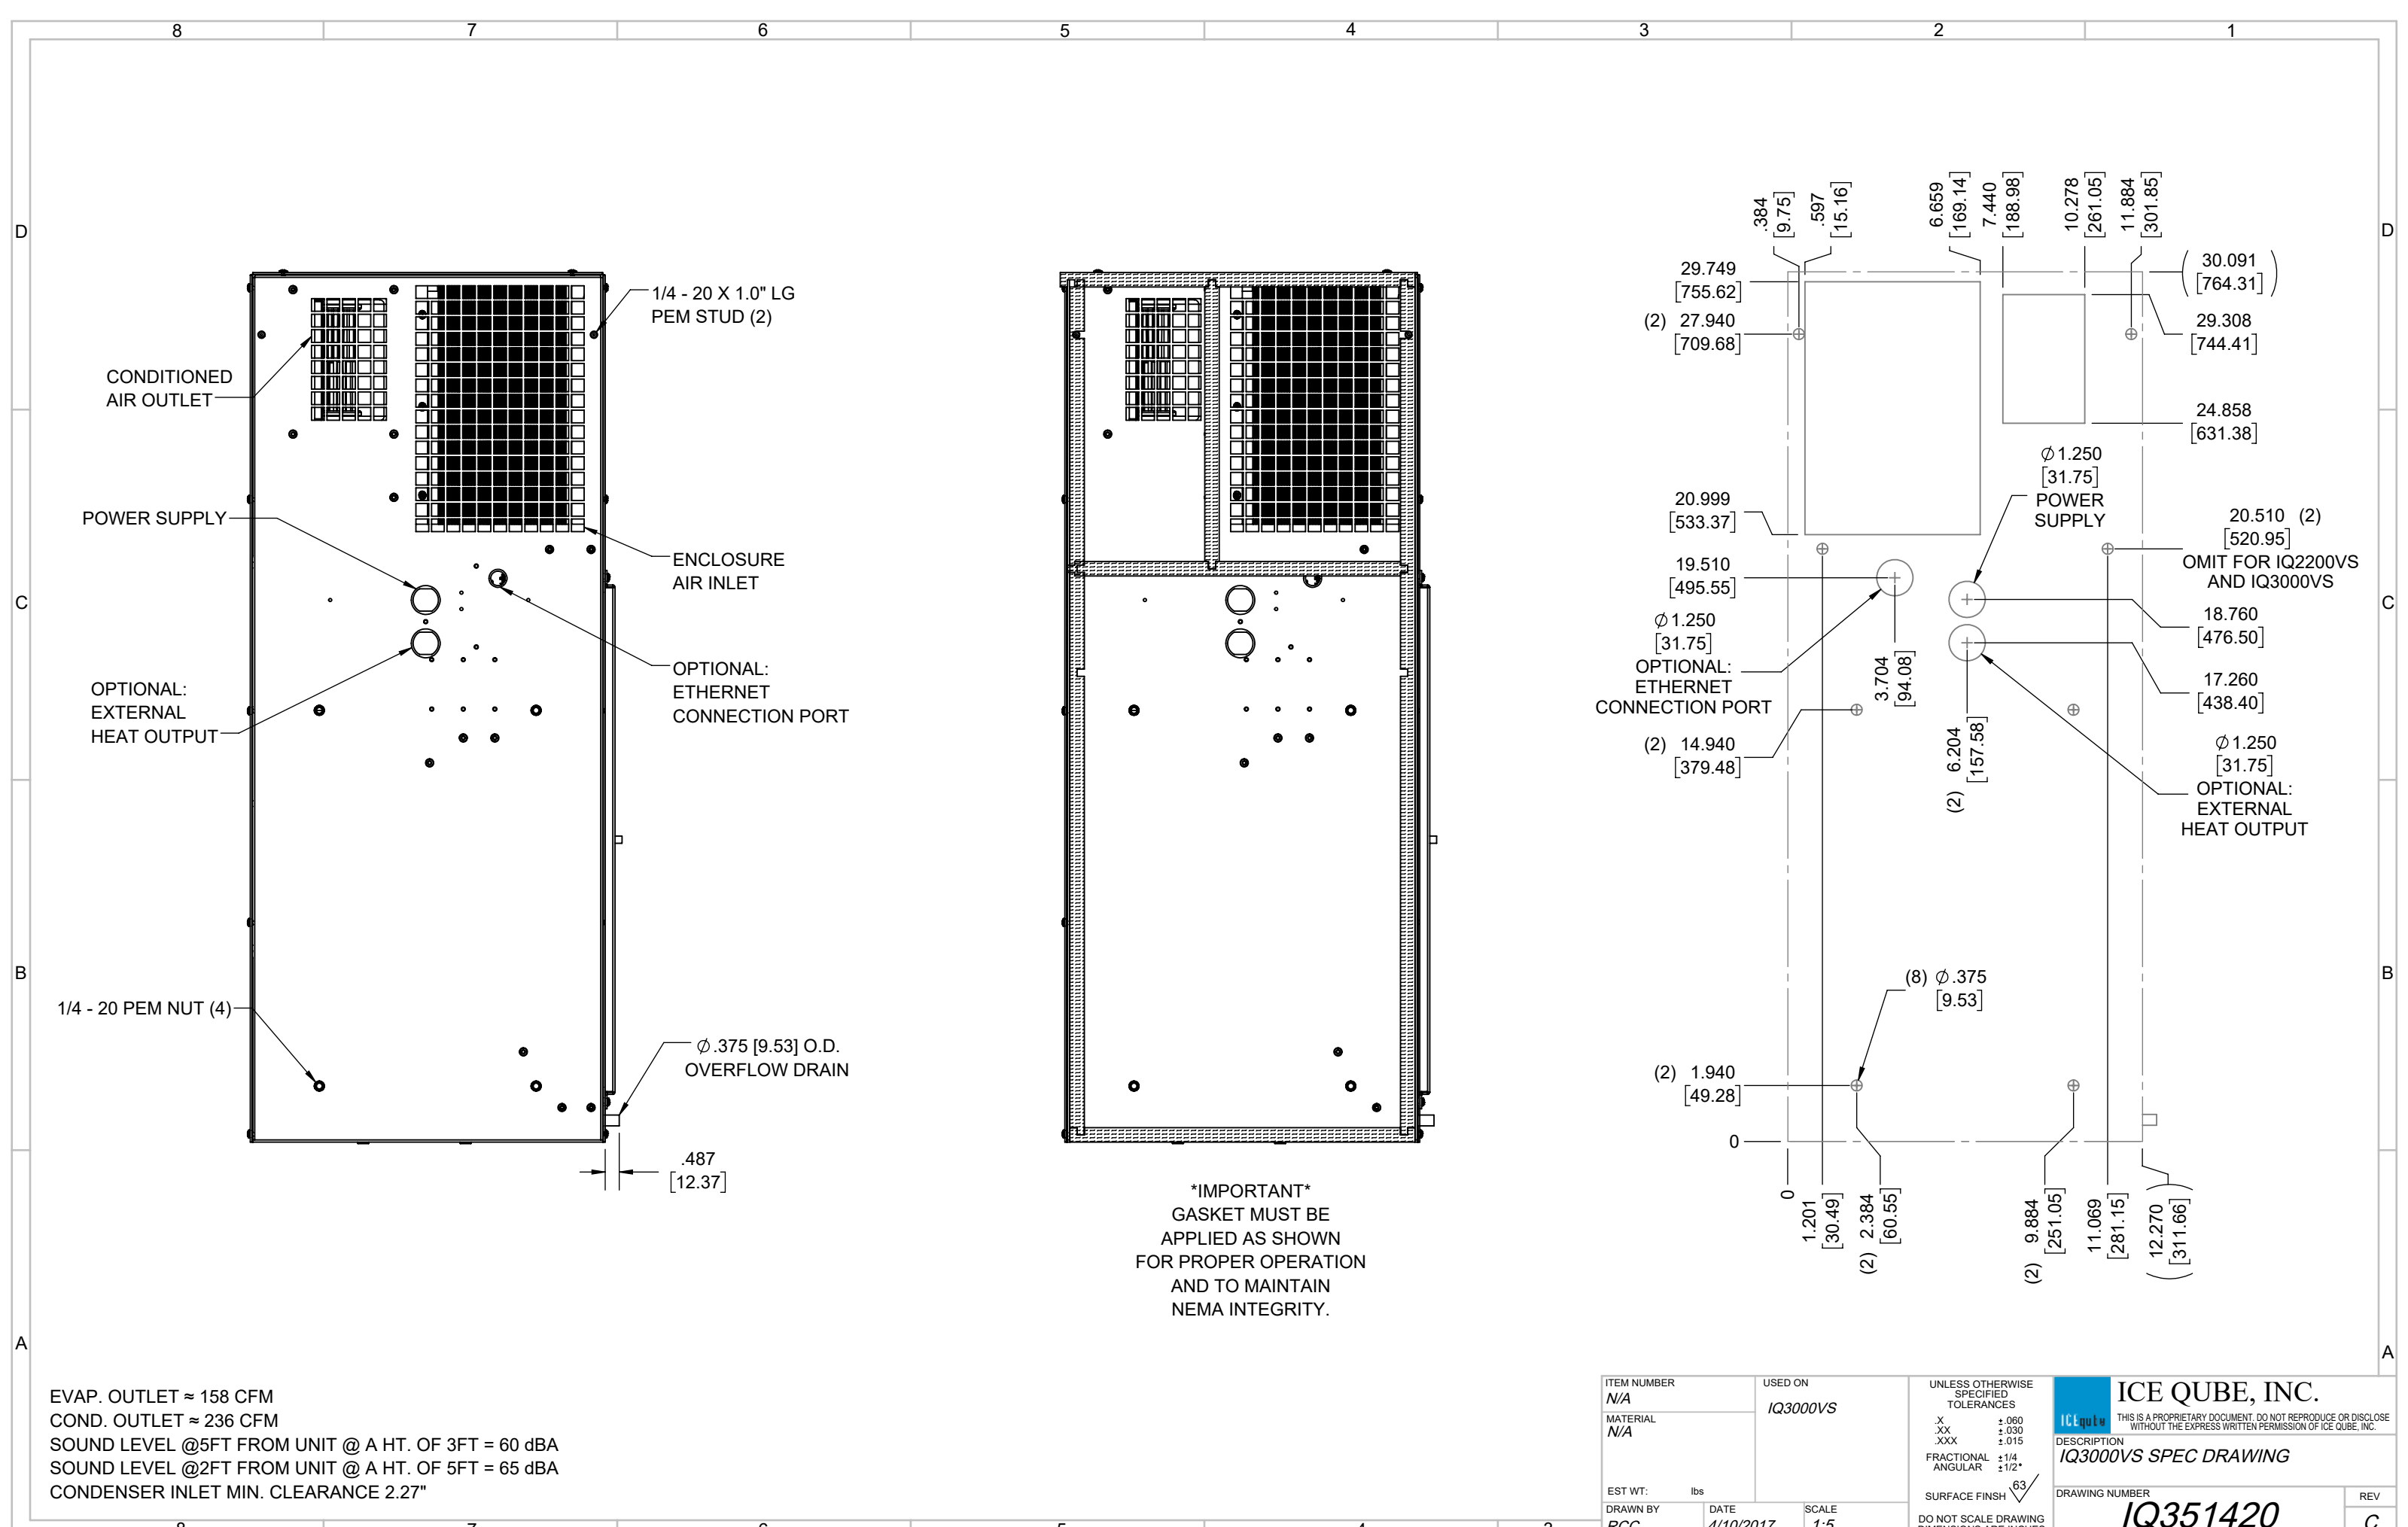 8
7
6
5
4
3
2
1
D
C
B
A
D
C
B
A
CONDITIONED
AIR OUTLET
POWER SUPPLY
OPTIONAL:
EXTERNAL
HEAT OUTPUT
1/4 - 20 PEM NUT (4)
1/4 - 20 X 1.0" LG
PEM STUD (2)
ENCLOSURE
AIR INLET
OPTIONAL:
ETHERNET
CONNECTION PORT
∅.375 [9.53] O.D.
OVERFLOW DRAIN
.487
[12.37]
*IMPORTANT*
GASKET MUST BE
APPLIED AS SHOWN
FOR PROPER OPERATION
AND TO MAINTAIN
NEMA INTEGRITY.
.384
[9.75]
.597
[15.16]
6.659
[169.14]
7.440
[188.98]
10.278
[261.05]
11.884
[301.85]
29.749
[755.62]
(2) 27.940
[709.68]
20.999
[533.37]
19.510
[495.55]
∅1.250
[31.75]
OPTIONAL:
ETHERNET
CONNECTION PORT
3.704
[94.08]
(2) 14.940
[379.48]
(2) 6.204
[157.58]
(30.091)
[764.31]
29.308
[744.41]
24.858
[631.38]
∅1.250
[31.75]
POWER
SUPPLY
20.510 (2)
[520.95]
OMIT FOR IQ2200VS
AND IQ3000VS
18.760
[476.50]
17.260
[438.40]
∅1.250
[31.75]
OPTIONAL:
EXTERNAL
HEAT OUTPUT
(8) ∅.375
[9.53]
(2) 1.940
[49.28]
0
0
1.201
[30.49]
(2) 2.384
[60.55]
(2) 9.884
[251.05]
11.069
[281.15]
(12.270)
[311.66]
EVAP. OUTLET ≈ 158 CFM
COND. OUTLET ≈ 236 CFM
SOUND LEVEL @5FT FROM UNIT @ A HT. OF 3FT = 60 dBA
SOUND LEVEL @2FT FROM UNIT @ A HT. OF 5FT = 65 dBA
CONDENSER INLET MIN. CLEARANCE 2.27"
ITEM NUMBER
N/A
MATERIAL
N/A
EST WT: lbs
USED ON
IQ3000VS
DRAWN BY
RCC
DATE
4/10/2017
SCALE
1:5
UNLESS OTHERWISE
SPECIFIED
TOLERANCES
.X ±.060
.XX ±.030
.XXX ±.015
FRACTIONAL ±1/4
ANGULAR ±1/2°
SURFACE FINSH 63
DO NOT SCALE DRAWING
DIMENSIONS ARE INCHES
ICEqube
ICE QUBE, INC.
THIS IS A PROPRIETARY DOCUMENT. DO NOT REPRODUCE OR DISCLOSE
WITHOUT THE EXPRESS WRITTEN PERMISSION OF ICE QUBE, INC.
DESCRIPTION
IQ3000VS SPEC DRAWING
DRAWING NUMBER
IQ351420
REV
C